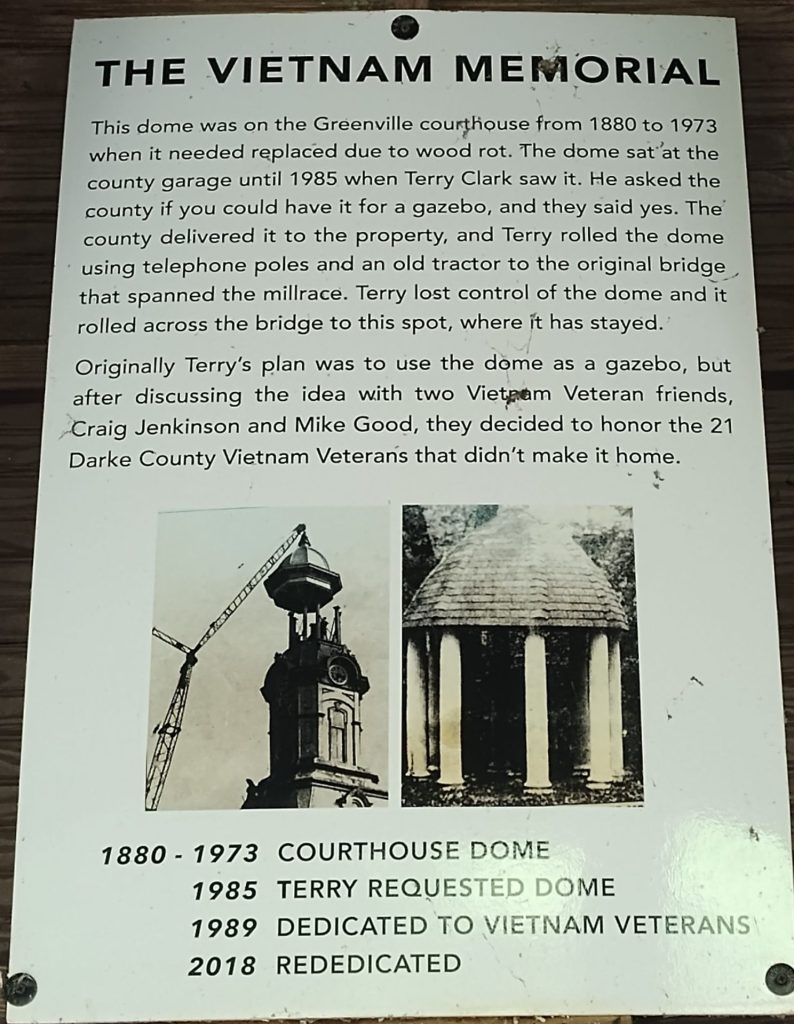 THE VIETNAM MEMORIAL
This dome was on the Greenville courthouse from 1880 to 1973
when it needed replaced due to wood rot. The dome sat at the
county garage until 1985 when Terry Clark saw it. He asked the
county if you could have it for a gazebo, and they said yes. The
county delivered it to the property, and Terry rolled the dome
using telephone poles and an old tractor to the original bridge
that spanned the millrace. Terry lost control of the dome and it
rolled across the bridge to this spot, where it has stayed.
Originally Terry's plan was to use the dome as a gazebo, but
after discussing the idea with two Vietnam Veteran friends,
Craig Jenkinson and Mike Good, they decided to honor the 21
Darke County Vietnam Veterans that didn't make it home.
1880 - 1973 COURTHOUSE DOME
1985 TERRY REQUESTED DOME
1989 DEDICATED TO VIETNAM VETERANS
2018 REDEDICATED